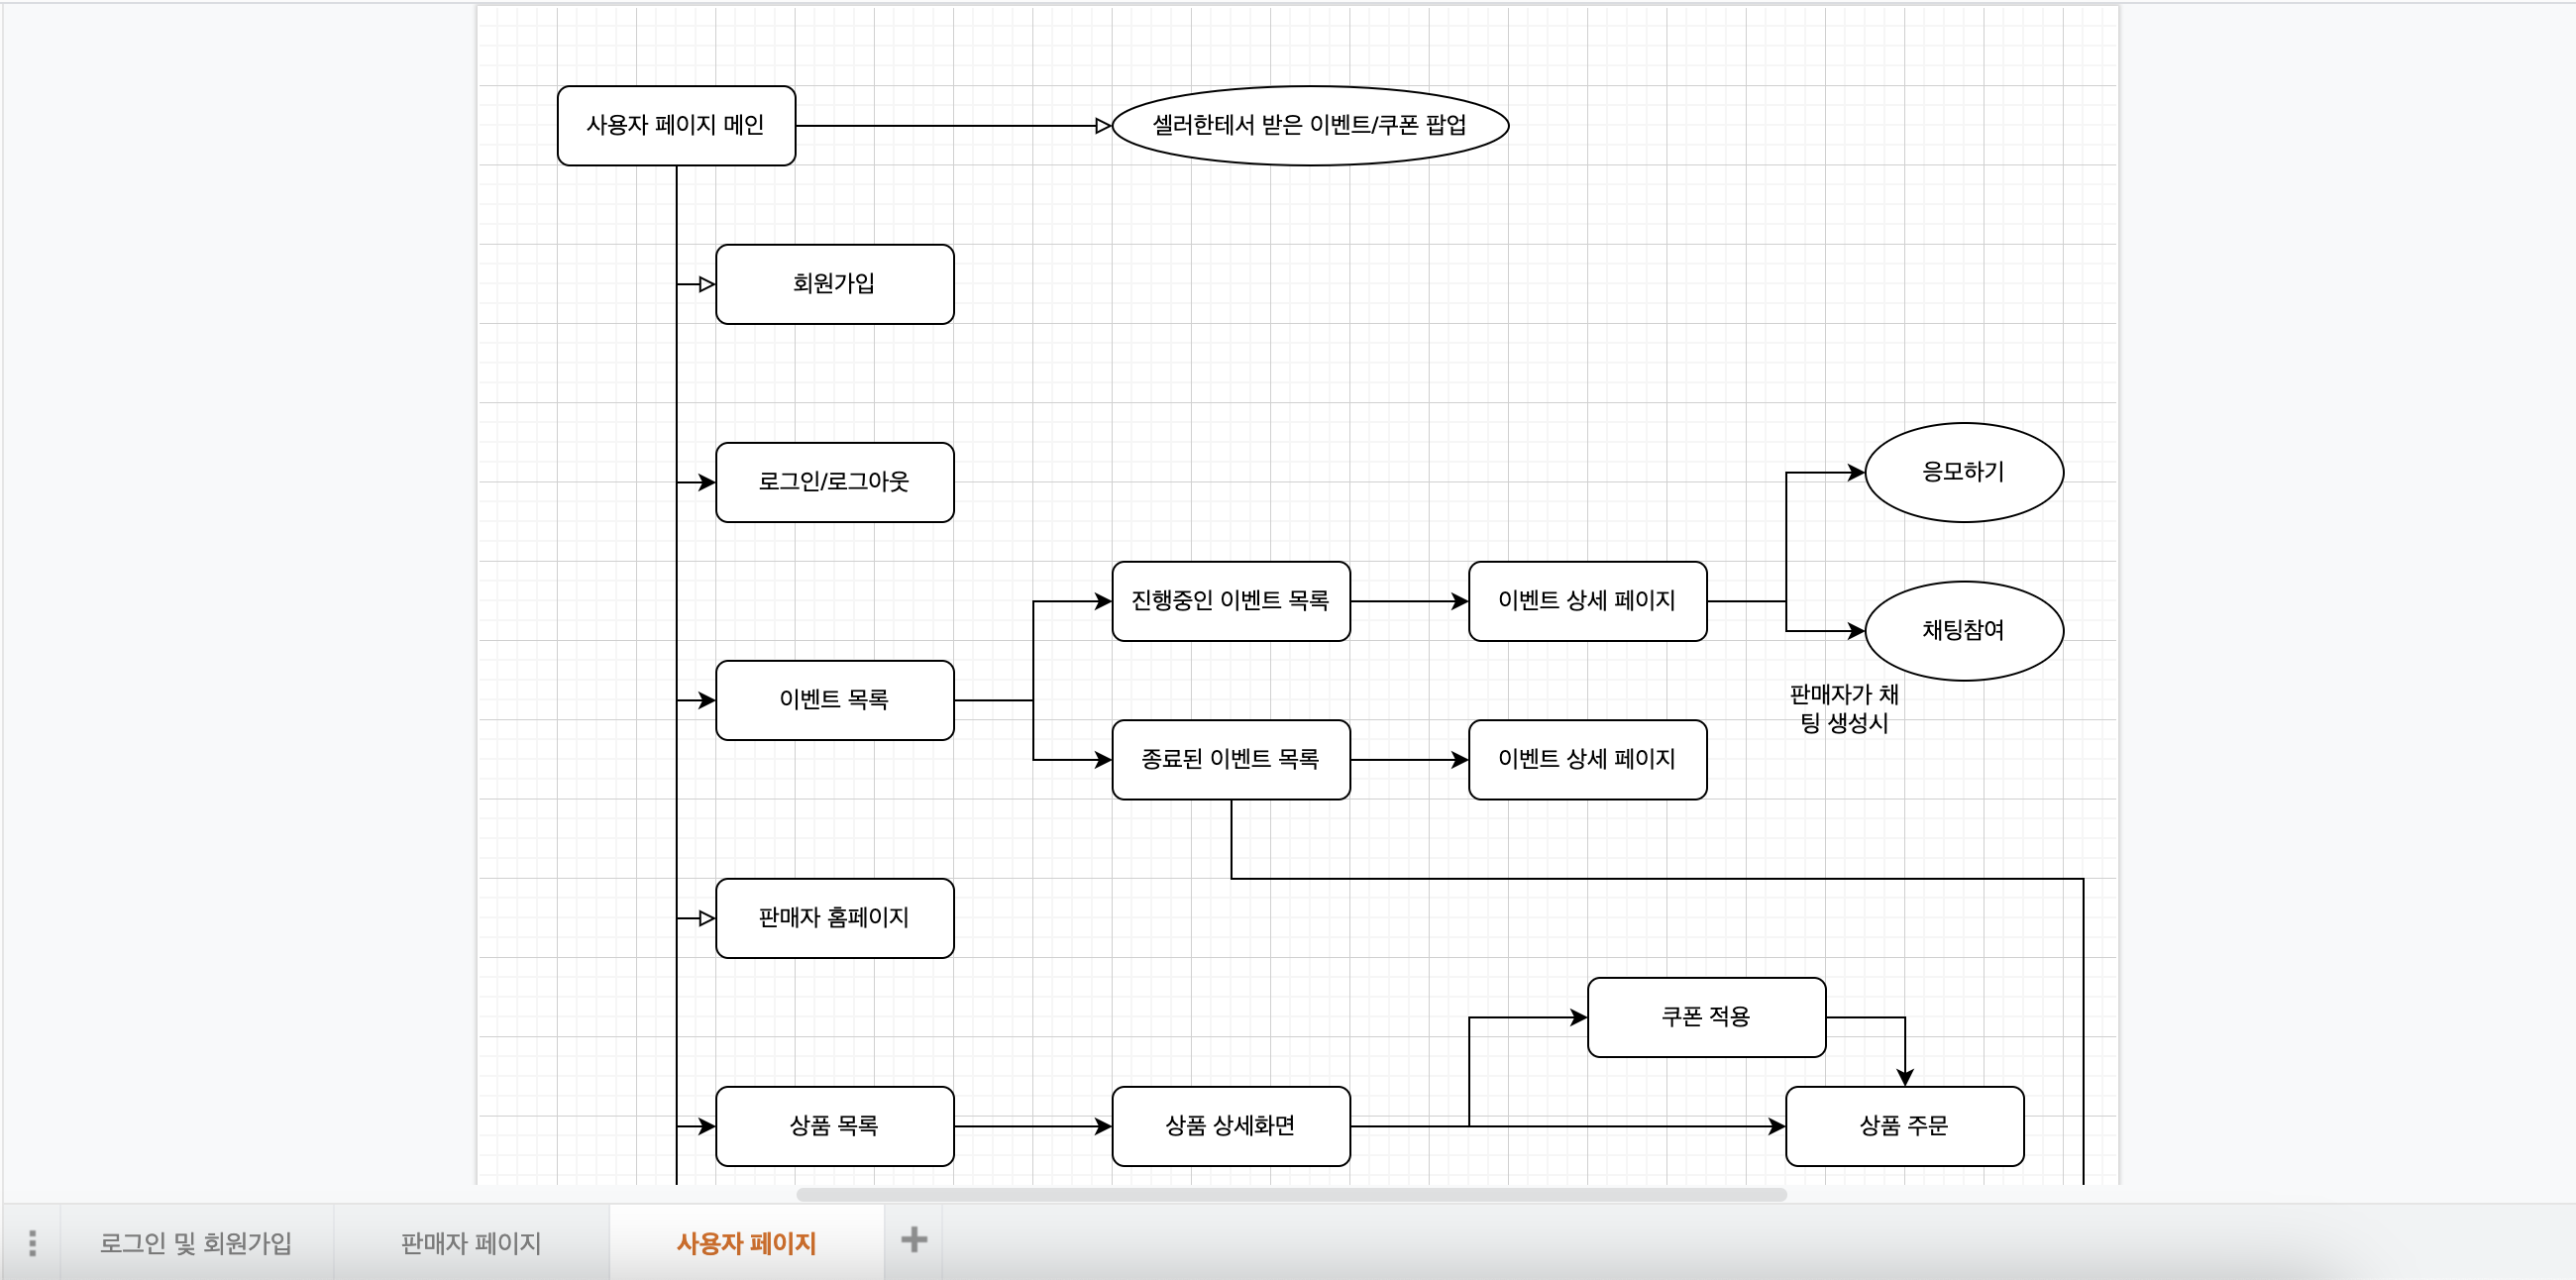 사용자 페이지 메인
셀러한테서 받은 이벤트/쿠폰 팝업
회원가입
로그인/로그아웃
응모하기
진행중인 이벤트 목록
이벤트 상세 페이지
채팅참여
판매자가 채
팅 생성시
이벤트 목록
종료된 이벤트 목록
이벤트 상세 페이지
판매자 홈페이지
쿠폰 적용
상품 목록
상품 상세화면
상품 주문
로그인 및 회원가입
판매자 페이지
사용자 페이지